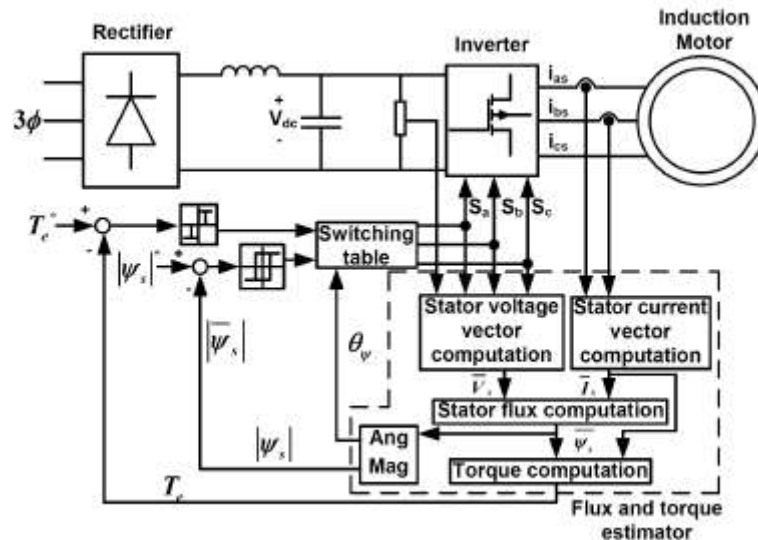 Rectifier
Inverter
Induction
Motor
3ϕ
+
V_dc
-
i_as
i_bs
i_cs
S_a S_b S_c
T_e* + -
|ψ_s|* + -
Switching
table
Stator voltage
vector
computation
Stator current
vector
computation
|ψ̅_s|
θ_ψ
V̅_s
I̅_s
Stator flux computation
ψ̅_s
Ang
Mag
|ψ_s|
Torque computation
T_e
Flux and torque
estimator